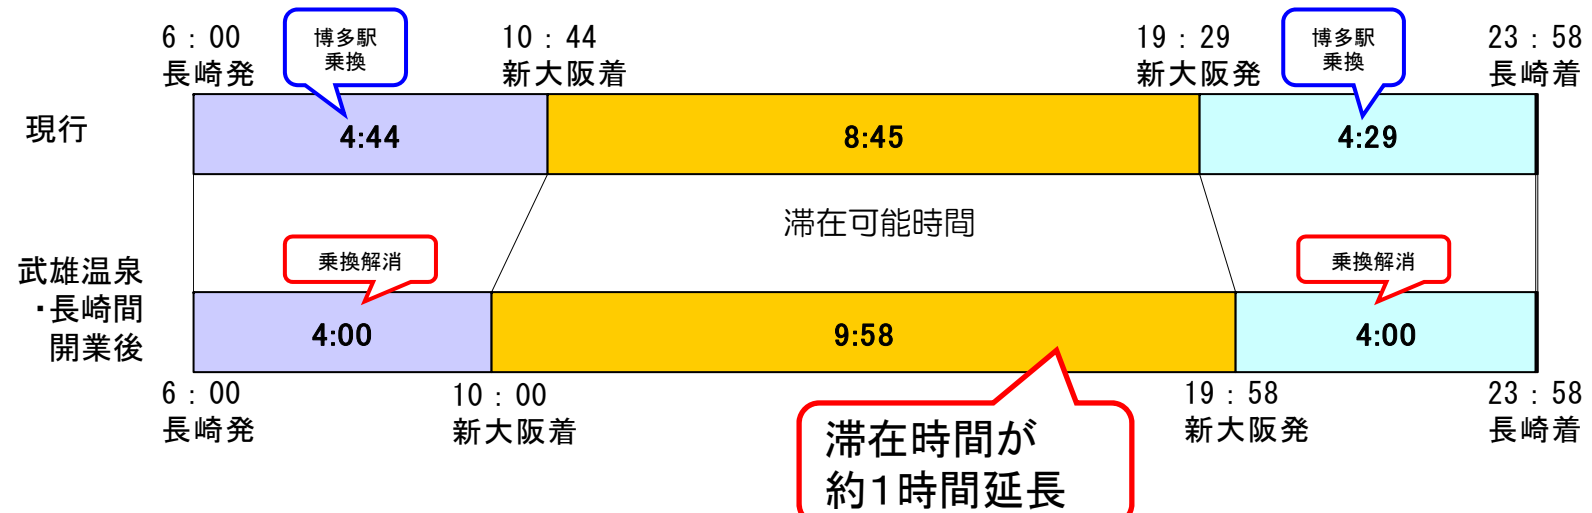 6：00
長崎発
博多駅
乗換
10：44
新大阪着
19：29
新大阪発
博多駅
乗換
23：58
長崎着
現行
4:44
8:45
4:29
滞在可能時間
乗換解消
乗換解消
武雄温泉
・長崎間
開業後
4:00
9:58
4:00
6：00
長崎発
10：00
新大阪着
19：58
新大阪発
23：58
長崎着
滞在時間が
約１時間延長